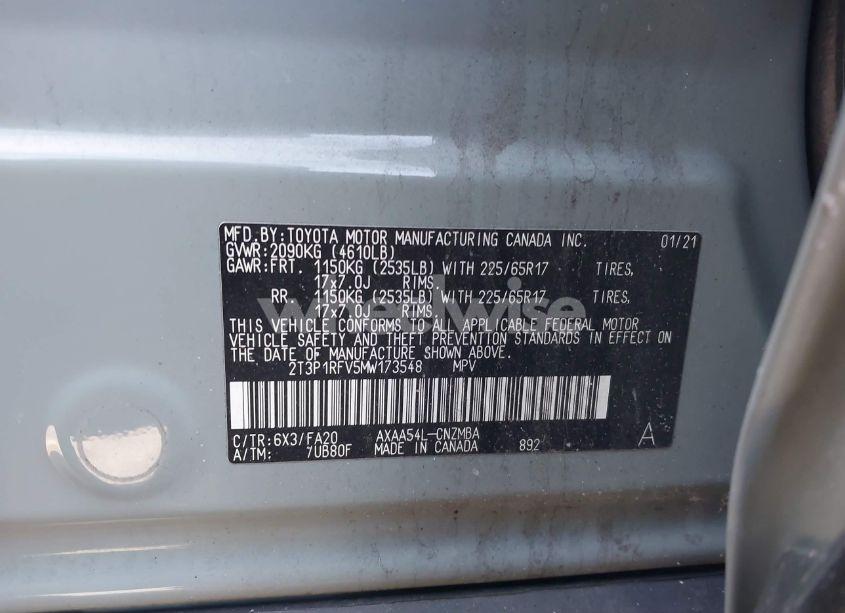 MFD.BY:TOYOTA MOTOR MANUFACTURING CANADA INC. 01/21
GVWR:2090KG (4610LB)
GAWR:FRT. 1150KG (2535LB) WITH 225/65R17 TIRES,
17x7.0J RIMS
RR. 1150KG (2535LB) WITH 225/65R17 TIRES,
17x7.0J RIMS
wheelwise
THIS VEHICLE CONFORMS TO ALL APPLICABLE FEDERAL MOTOR
VEHICLE SAFETY AND THEFT PREVENTION STANDARDS IN EFFECT ON
THE DATE OF MANUFACTURE SHOWN ABOVE.
2T3P1RFV5MW173548 MPV
C/TR:6X3/FA20 AXAA54L-CNZMBA
A/TM: 7UB80F MADE IN CANADA 892 A